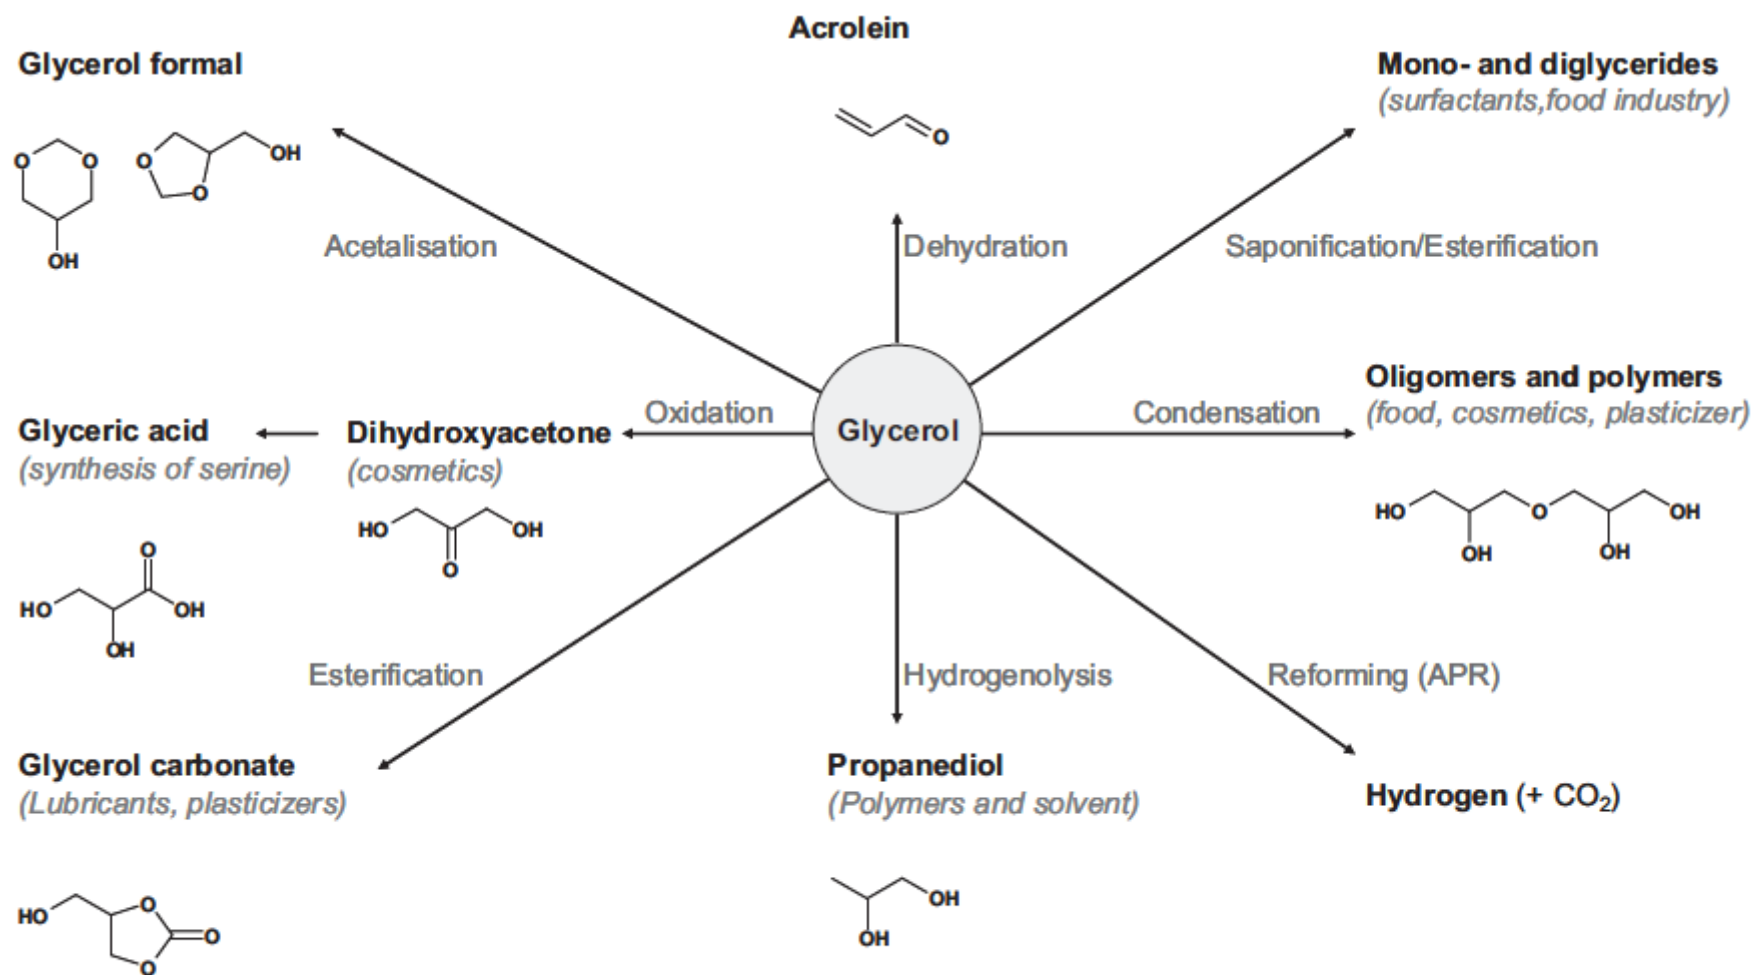 Acrolein
Glycerol formal
Mono- and diglycerides
(surfactants,food industry)
O
O
O
OH
O
O
OH
Acetalisation
Dehydration
Saponification/Esterification
Glyceric acid
(synthesis of serine)
Dihydroxyacetone
(cosmetics)
Oxidation
Glycerol
Condensation
Oligomers and polymers
(food, cosmetics, plasticizer)
HO
OH
O
HO
O
OH
OH
OH
O
HO
OH
OH
Esterification
Hydrogenolysis
Reforming (APR)
Glycerol carbonate
(Lubricants, plasticizers)
Propanediol
(Polymers and solvent)
Hydrogen (+ CO₂)
HO
O
O
O
OH
OH